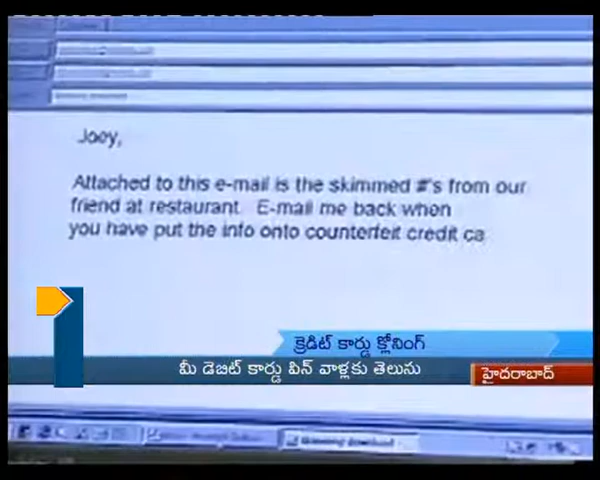 Joey,
Attached to this e-mail is the skimmed #'s from our
friend at restaurant. E-mail me back when
you have put the info onto counterfeit credit ca
క్రెడిట్ కార్డు క్లోనింగ్
మీ డెబిట్ కార్డు పిన్ వాళ్లకు తెలుసు
హైదరాబాద్